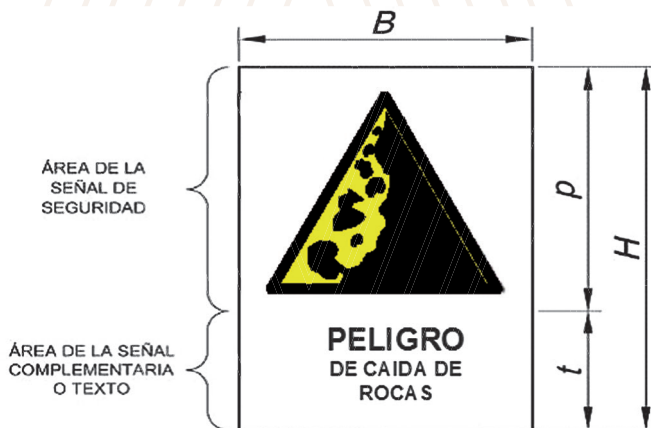 B
ÁREA DE LA
SEÑAL DE
SEGURIDAD
p
H
ÁREA DE LA SEÑAL
COMPLEMENTARIA
O TEXTO
PELIGRO
DE CAIDA DE
ROCAS
t